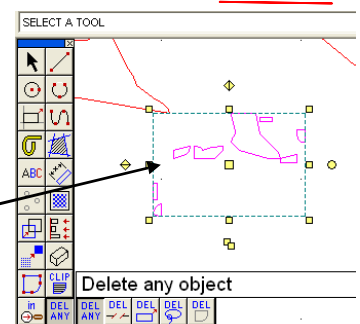 SELECT A TOOL
ABC
CLIP
Delete any object
in
DEL ANY
DEL ANY
DEL
DEL
DEL
DEL